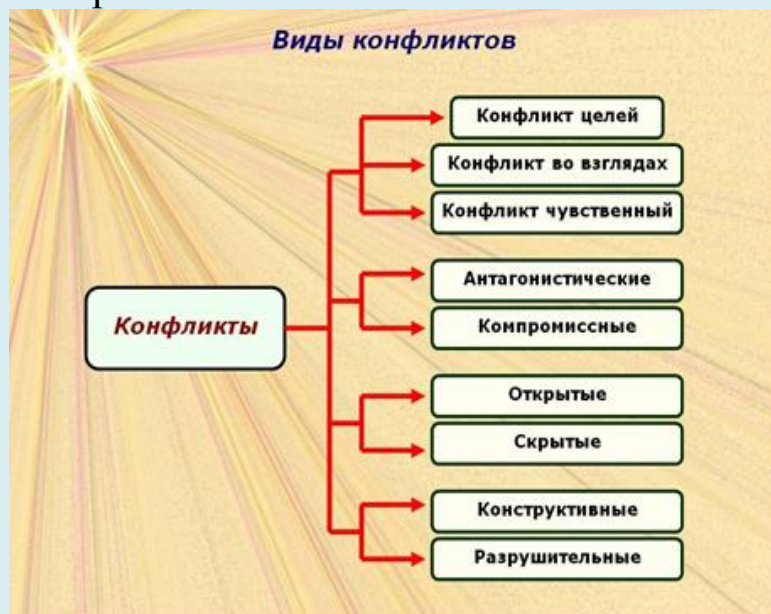 Виды конфликтов
Конфликт целей
Конфликт во взглядах
Конфликт чувственный
Антагонистические
Конфликты
Компромиссные
Открытые
Скрытые
Конструктивные
Разрушительные